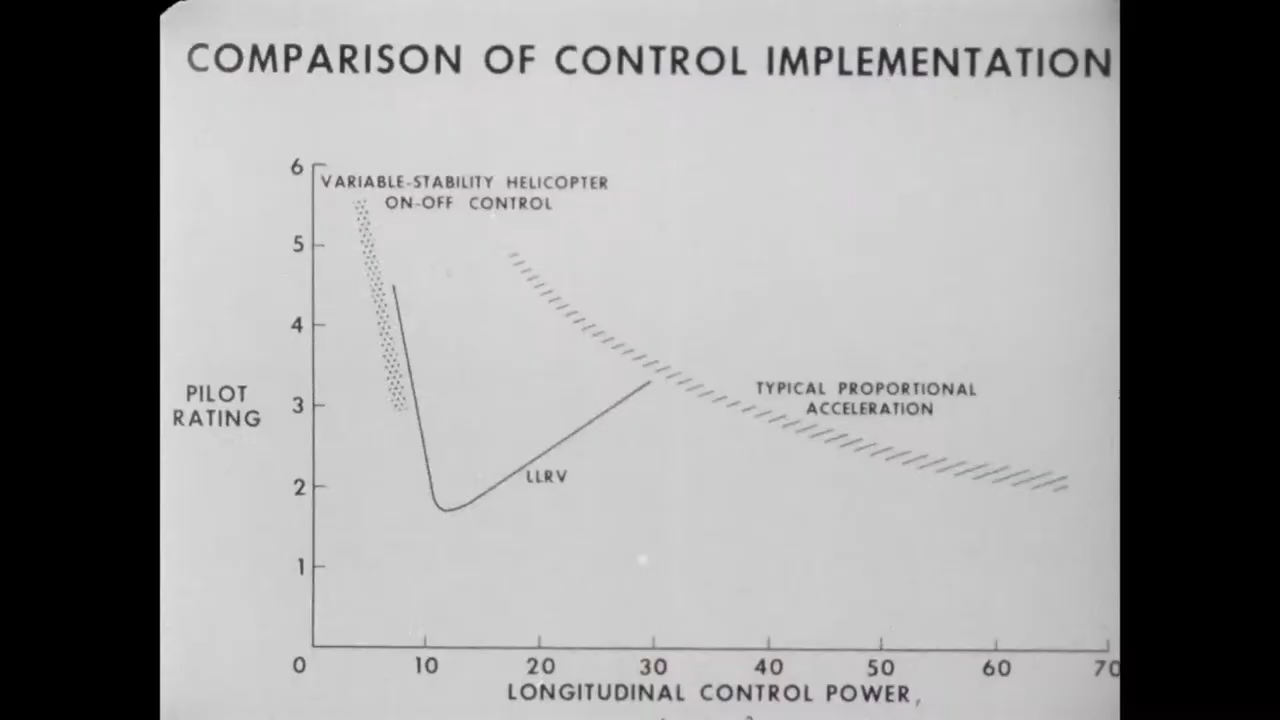 COMPARISON OF CONTROL IMPLEMENTATION
6
VARIABLE-STABILITY HELICOPTER
ON-OFF CONTROL
5
4
PILOT
RATING
3
TYPICAL PROPORTIONAL
ACCELERATION
2
LLRV
1
0 10 20 30 40 50 60 70
LONGITUDINAL CONTROL POWER,